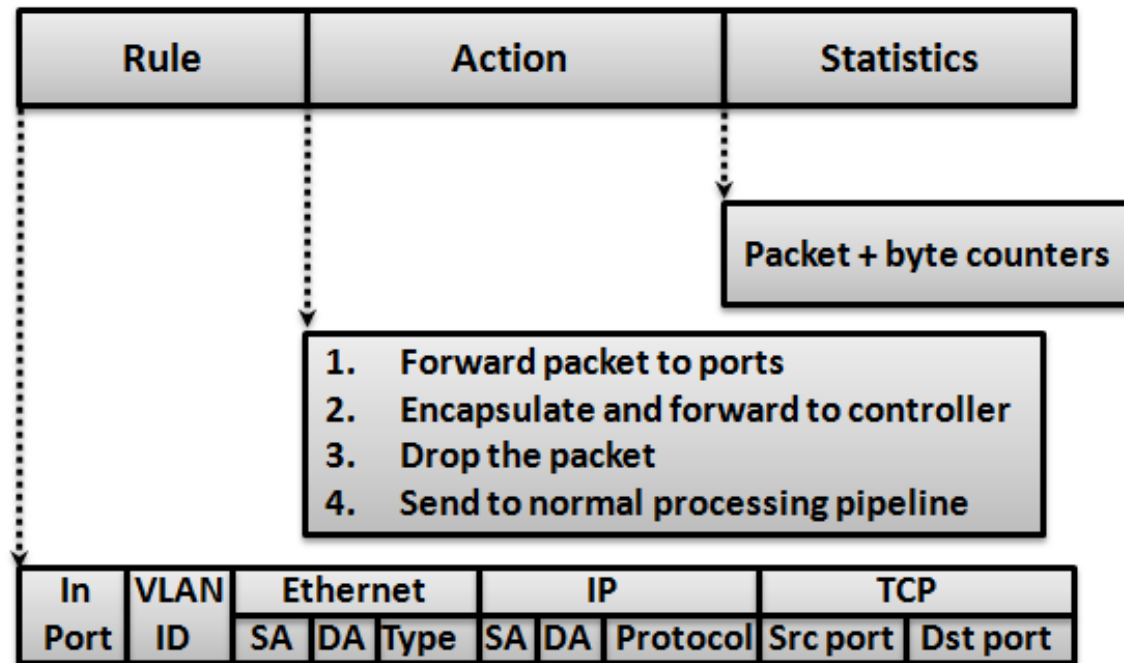 Rule Action Statistics
Packet + byte counters
1. Forward packet to ports
2. Encapsulate and forward to controller
3. Drop the packet
4. Send to normal processing pipeline
In Port VLAN ID Ethernet IP TCP
SA DA Type SA DA Protocol Src port Dst port